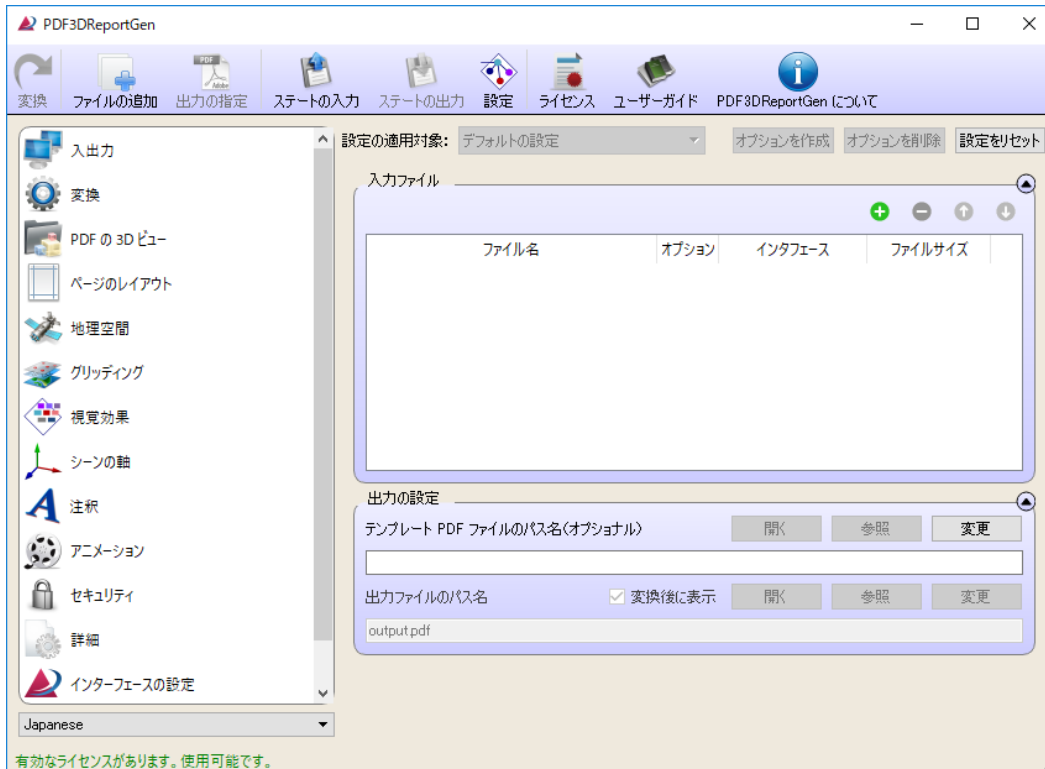 PDF3DReportGen
変換 ファイルの追加 出力の指定 ステートの入力 ステートの出力 設定 ライセンス ユーザーガイド PDF3DReportGen について
入出力
変換
PDF の 3D ビュー
ページのレイアウト
地理空間
グリッディング
視覚効果
シーンの軸
注釈
アニメーション
セキュリティ
詳細
インターフェースの設定
Japanese
有効なライセンスがあります。使用可能です。
設定の適用対象: デフォルトの設定 オプションを作成 オプションを削除 設定をリセット
入力ファイル
ファイル名 オプション インタフェース ファイルサイズ
出力の設定
テンプレート PDF ファイルのパス名(オプショナル) 開く 参照 変更
出力ファイルのパス名 変換後に表示 開く 参照 変更
output.pdf